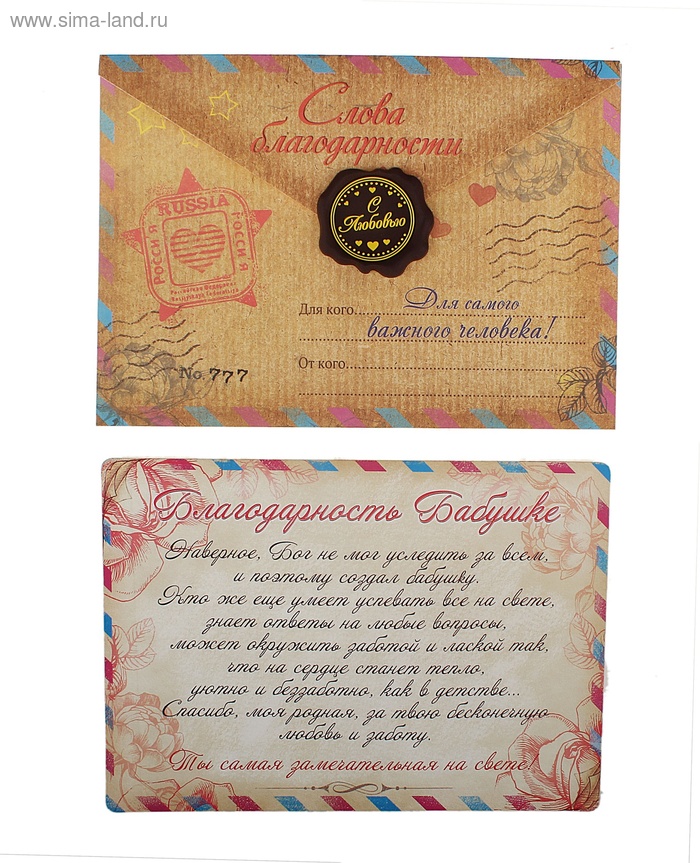 © www.sima-land.ru
Слова
благодарности
С
Любовью
RUSSIA
РОССИЯ
РОССИЯ
Для кого Для самого
важного человека!
От кого
No. 777
Благодарность Бабушке
Наверное, Бог не мог уследить за всем,
и поэтому создал бабушку.
Кто же еще умеет успевать все на свете,
знает ответы на любые вопросы,
может окружить заботой и лаской так,
что на сердце станет тепло,
уютно и беззаботно, как в детстве...
Спасибо, моя родная, за твою бесконечную
любовь и заботу.
Ты самая замечательная на свете!